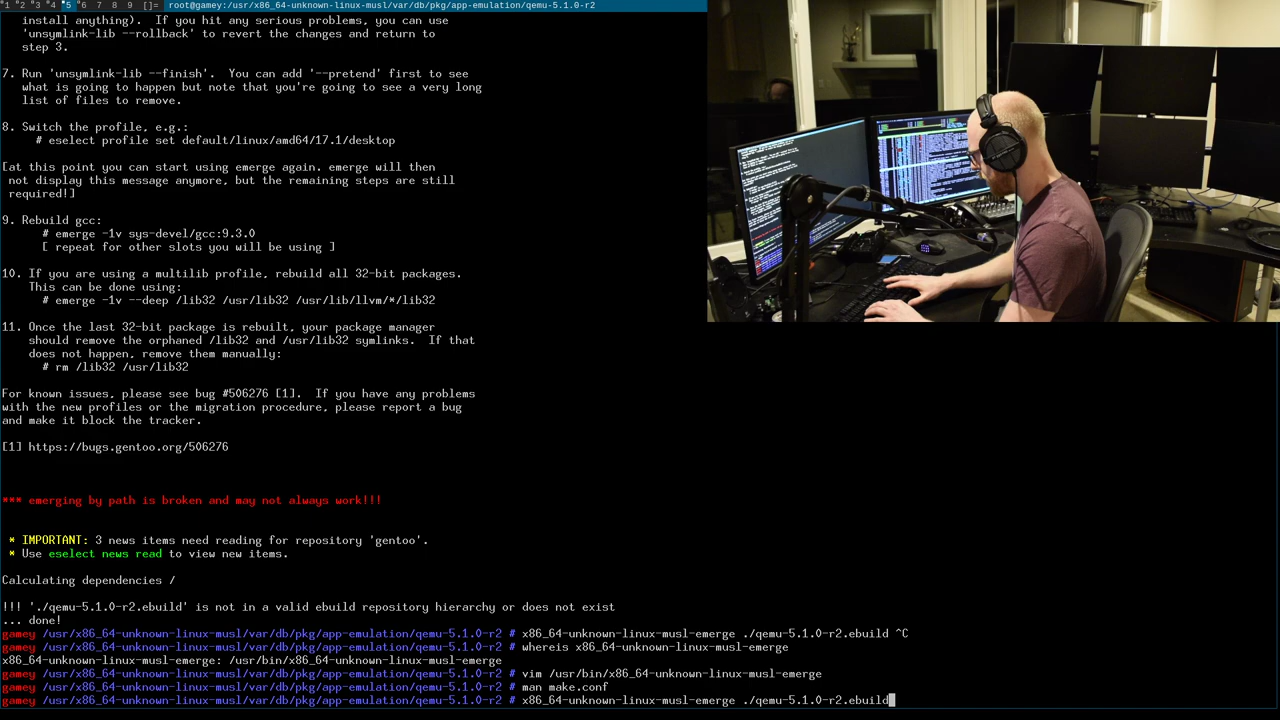 1 2 3 4 5 6 7 8 9 []= root@gamey:/usr/x86_64-unknown-linux-musl/var/db/pkg/app-emulation/qemu-5.1.0-r2
install anything). If you hit any serious problems, you can use
'unsymlink-lib --rollback' to revert the changes and return to
step 3.
7. Run 'unsymlink-lib --finish'. You can add '--pretend' first to see
what is going to happen but note that you're going to see a very long
list of files to remove.
8. Switch the profile, e.g.:
# eselect profile set default/linux/amd64/17.1/desktop
[at this point you can start using emerge again. emerge will then
not display this message anymore, but the remaining steps are still
required!]
9. Rebuild gcc:
# emerge -1v sys-devel/gcc:9.3.0
[ repeat for other slots you will be using ]
10. If you are using a multilib profile, rebuild all 32-bit packages.
This can be done using:
# emerge -1v --deep /lib32 /usr/lib32 /usr/lib/llvm/*/lib32
11. Once the last 32-bit package is rebuilt, your package manager
should remove the orphaned /lib32 and /usr/lib32 symlinks. If that
does not happen, remove them manually:
# rm /lib32 /usr/lib32
For known issues, please see bug #506276 [1]. If you have any problems
with the new profiles or the migration procedure, please report a bug
and make it block the tracker.
[1] https://bugs.gentoo.org/506276
*** emerging by path is broken and may not always work!!!
* IMPORTANT: 3 news items need reading for repository 'gentoo'.
* Use eselect news read to view new items.
Calculating dependencies /
!!! './qemu-5.1.0-r2.ebuild' is not in a valid ebuild repository hierarchy or does not exist
... done!
gamey /usr/x86_64-unknown-linux-musl/var/db/pkg/app-emulation/qemu-5.1.0-r2 # x86_64-unknown-linux-musl-emerge ./qemu-5.1.0-r2.ebuild ^C
gamey /usr/x86_64-unknown-linux-musl/var/db/pkg/app-emulation/qemu-5.1.0-r2 # whereis x86_64-unknown-linux-musl-emerge
x86_64-unknown-linux-musl-emerge: /usr/bin/x86_64-unknown-linux-musl-emerge
gamey /usr/x86_64-unknown-linux-musl/var/db/pkg/app-emulation/qemu-5.1.0-r2 # vim /usr/bin/x86_64-unknown-linux-musl-emerge
gamey /usr/x86_64-unknown-linux-musl/var/db/pkg/app-emulation/qemu-5.1.0-r2 # man make.conf
gamey /usr/x86_64-unknown-linux-musl/var/db/pkg/app-emulation/qemu-5.1.0-r2 # x86_64-unknown-linux-musl-emerge ./qemu-5.1.0-r2.ebuild